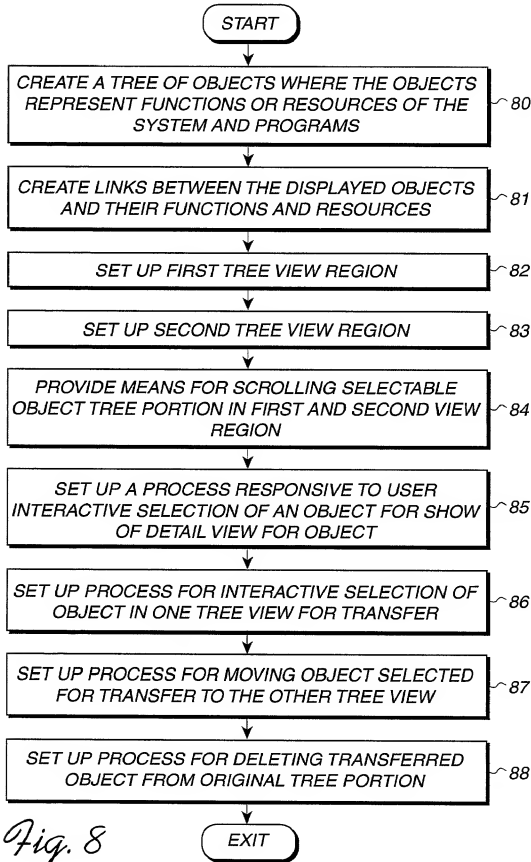 START
CREATE A TREE OF OBJECTS WHERE THE OBJECTS
REPRESENT FUNCTIONS OR RESOURCES OF THE
SYSTEM AND PROGRAMS
80
CREATE LINKS BETWEEN THE DISPLAYED OBJECTS
AND THEIR FUNCTIONS AND RESOURCES
81
SET UP FIRST TREE VIEW REGION
82
SET UP SECOND TREE VIEW REGION
83
PROVIDE MEANS FOR SCROLLING SELECTABLE
OBJECT TREE PORTION IN FIRST AND SECOND VIEW
REGION
84
SET UP A PROCESS RESPONSIVE TO USER
INTERACTIVE SELECTION OF AN OBJECT FOR SHOW
OF DETAIL VIEW FOR OBJECT
85
SET UP PROCESS FOR INTERACTIVE SELECTION OF
OBJECT IN ONE TREE VIEW FOR TRANSFER
86
SET UP PROCESS FOR MOVING OBJECT SELECTED
FOR TRANSFER TO THE OTHER TREE VIEW
87
SET UP PROCESS FOR DELETING TRANSFERRED
OBJECT FROM ORIGINAL TREE PORTION
88
EXIT
Fig. 8